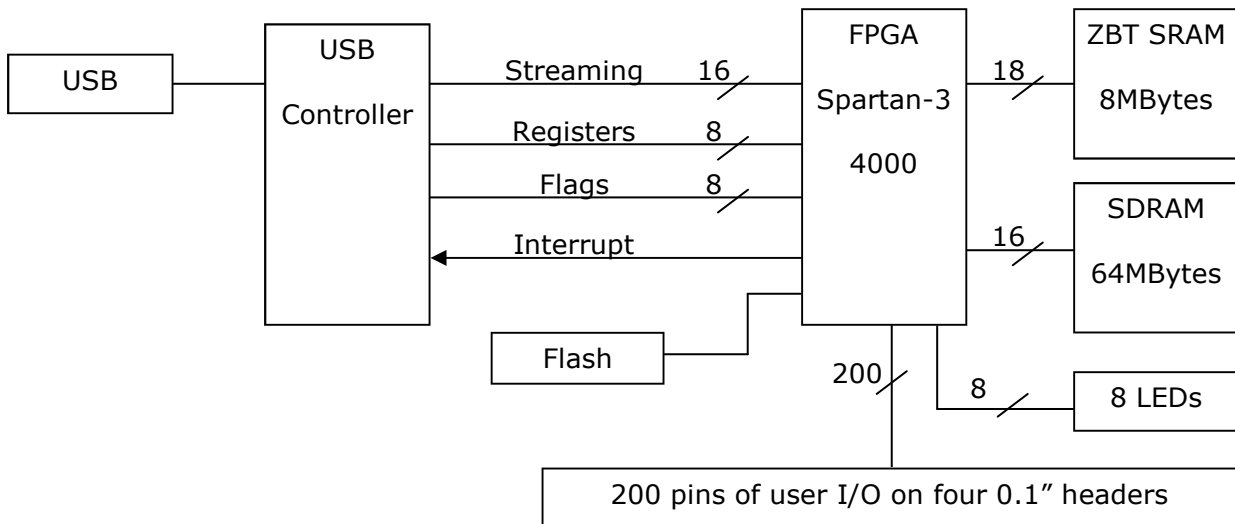 USB
USB
Controller
Streaming 16
Registers 8
Flags 8
Interrupt
Flash
FPGA
Spartan-3
4000
18
ZBT SRAM
8MBytes
16
SDRAM
64MBytes
200
8
8 LEDs
200 pins of user I/O on four 0.1” headers